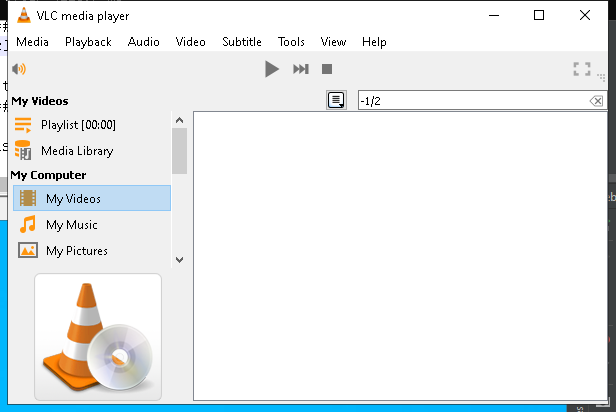 VLC media player
Media Playback Audio Video Subtitle Tools View Help
My Videos
-1/2
Playlist [00:00]
Media Library
My Computer
My Videos
My Music
My Pictures